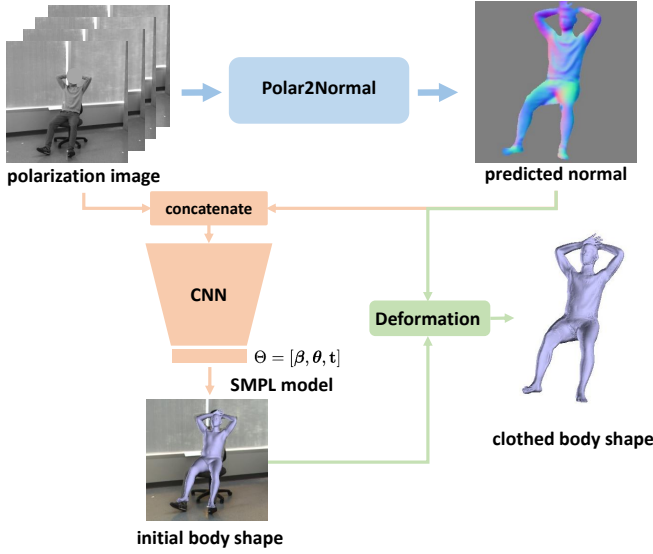 Polar2Normal
polarization image
predicted normal
concatenate
CNN
Deformation
Θ = [β, θ, t]
SMPL model
clothed body shape
initial body shape